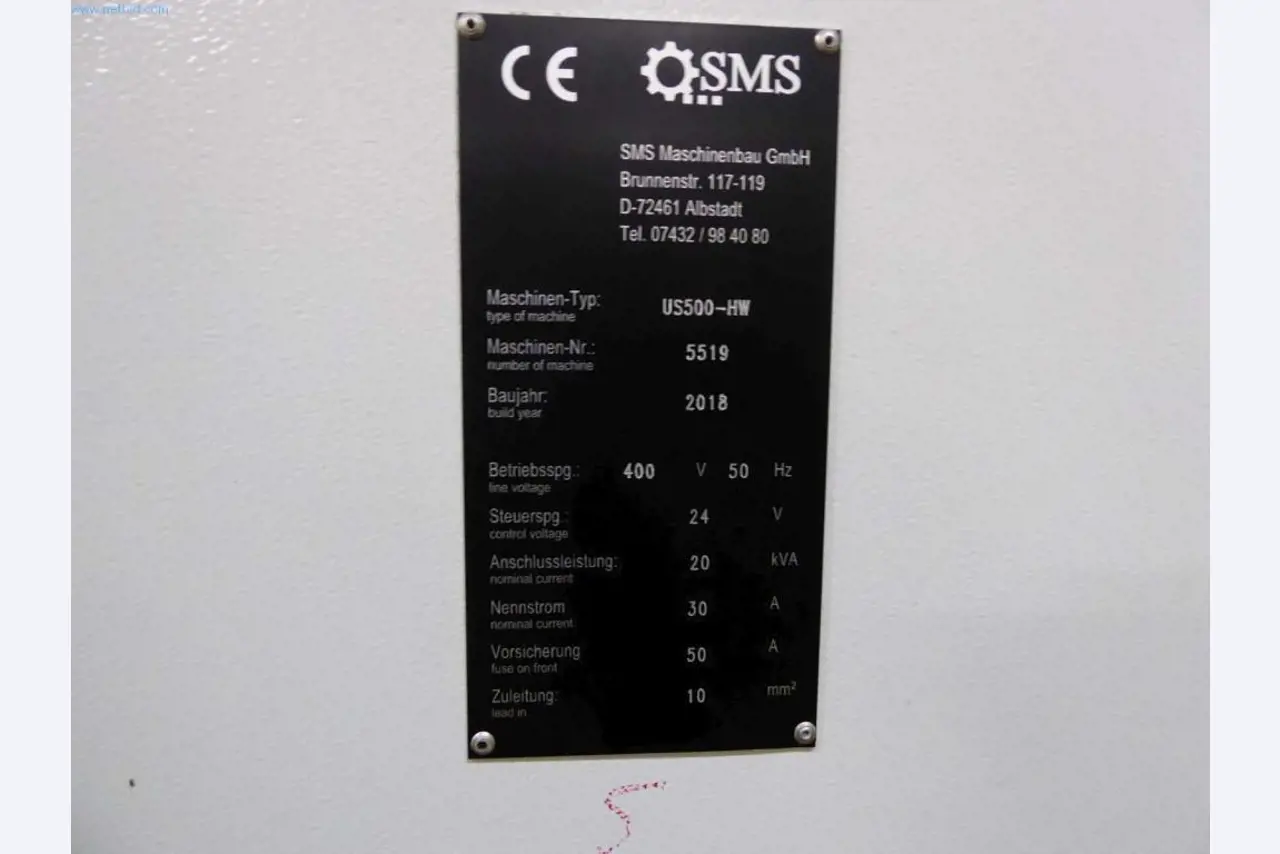 www.netbid.com
CE
SMS
SMS Maschinenbau GmbH
Brunnenstr. 117-119
D-72461 Albstadt
Tel. 07432 / 98 40 80
Maschinen-Typ: US500-HW
type of machine
Maschinen-Nr.: 5519
number of machine
Baujahr: 2018
build year
Betriebsspg.: 400 V 50 Hz
line voltage
Steuerspg.: 24 V
control voltage
Anschlussleistung: 20 kVA
nominal current
Nennstrom 30 A
nominal current
Vorsicherung 50 A
fuse on front
Zuleitung: 10 mm²
lead in